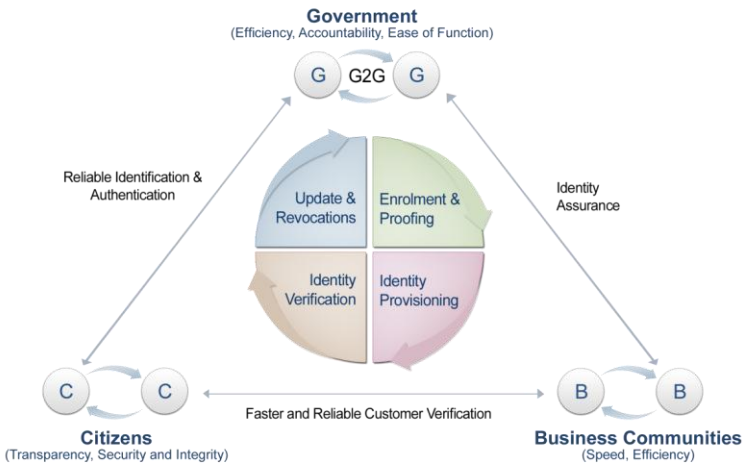 Government
(Efficiency, Accountability, Ease of Function)
G G2G G
Reliable Identification &
Authentication
Identity
Assurance
Update &
Revocations
Enrolment &
Proofing
Identity
Verification
Identity
Provisioning
C C
B B
Faster and Reliable Customer Verification
Citizens
(Transparency, Security and Integrity)
Business Communities
(Speed, Efficiency)